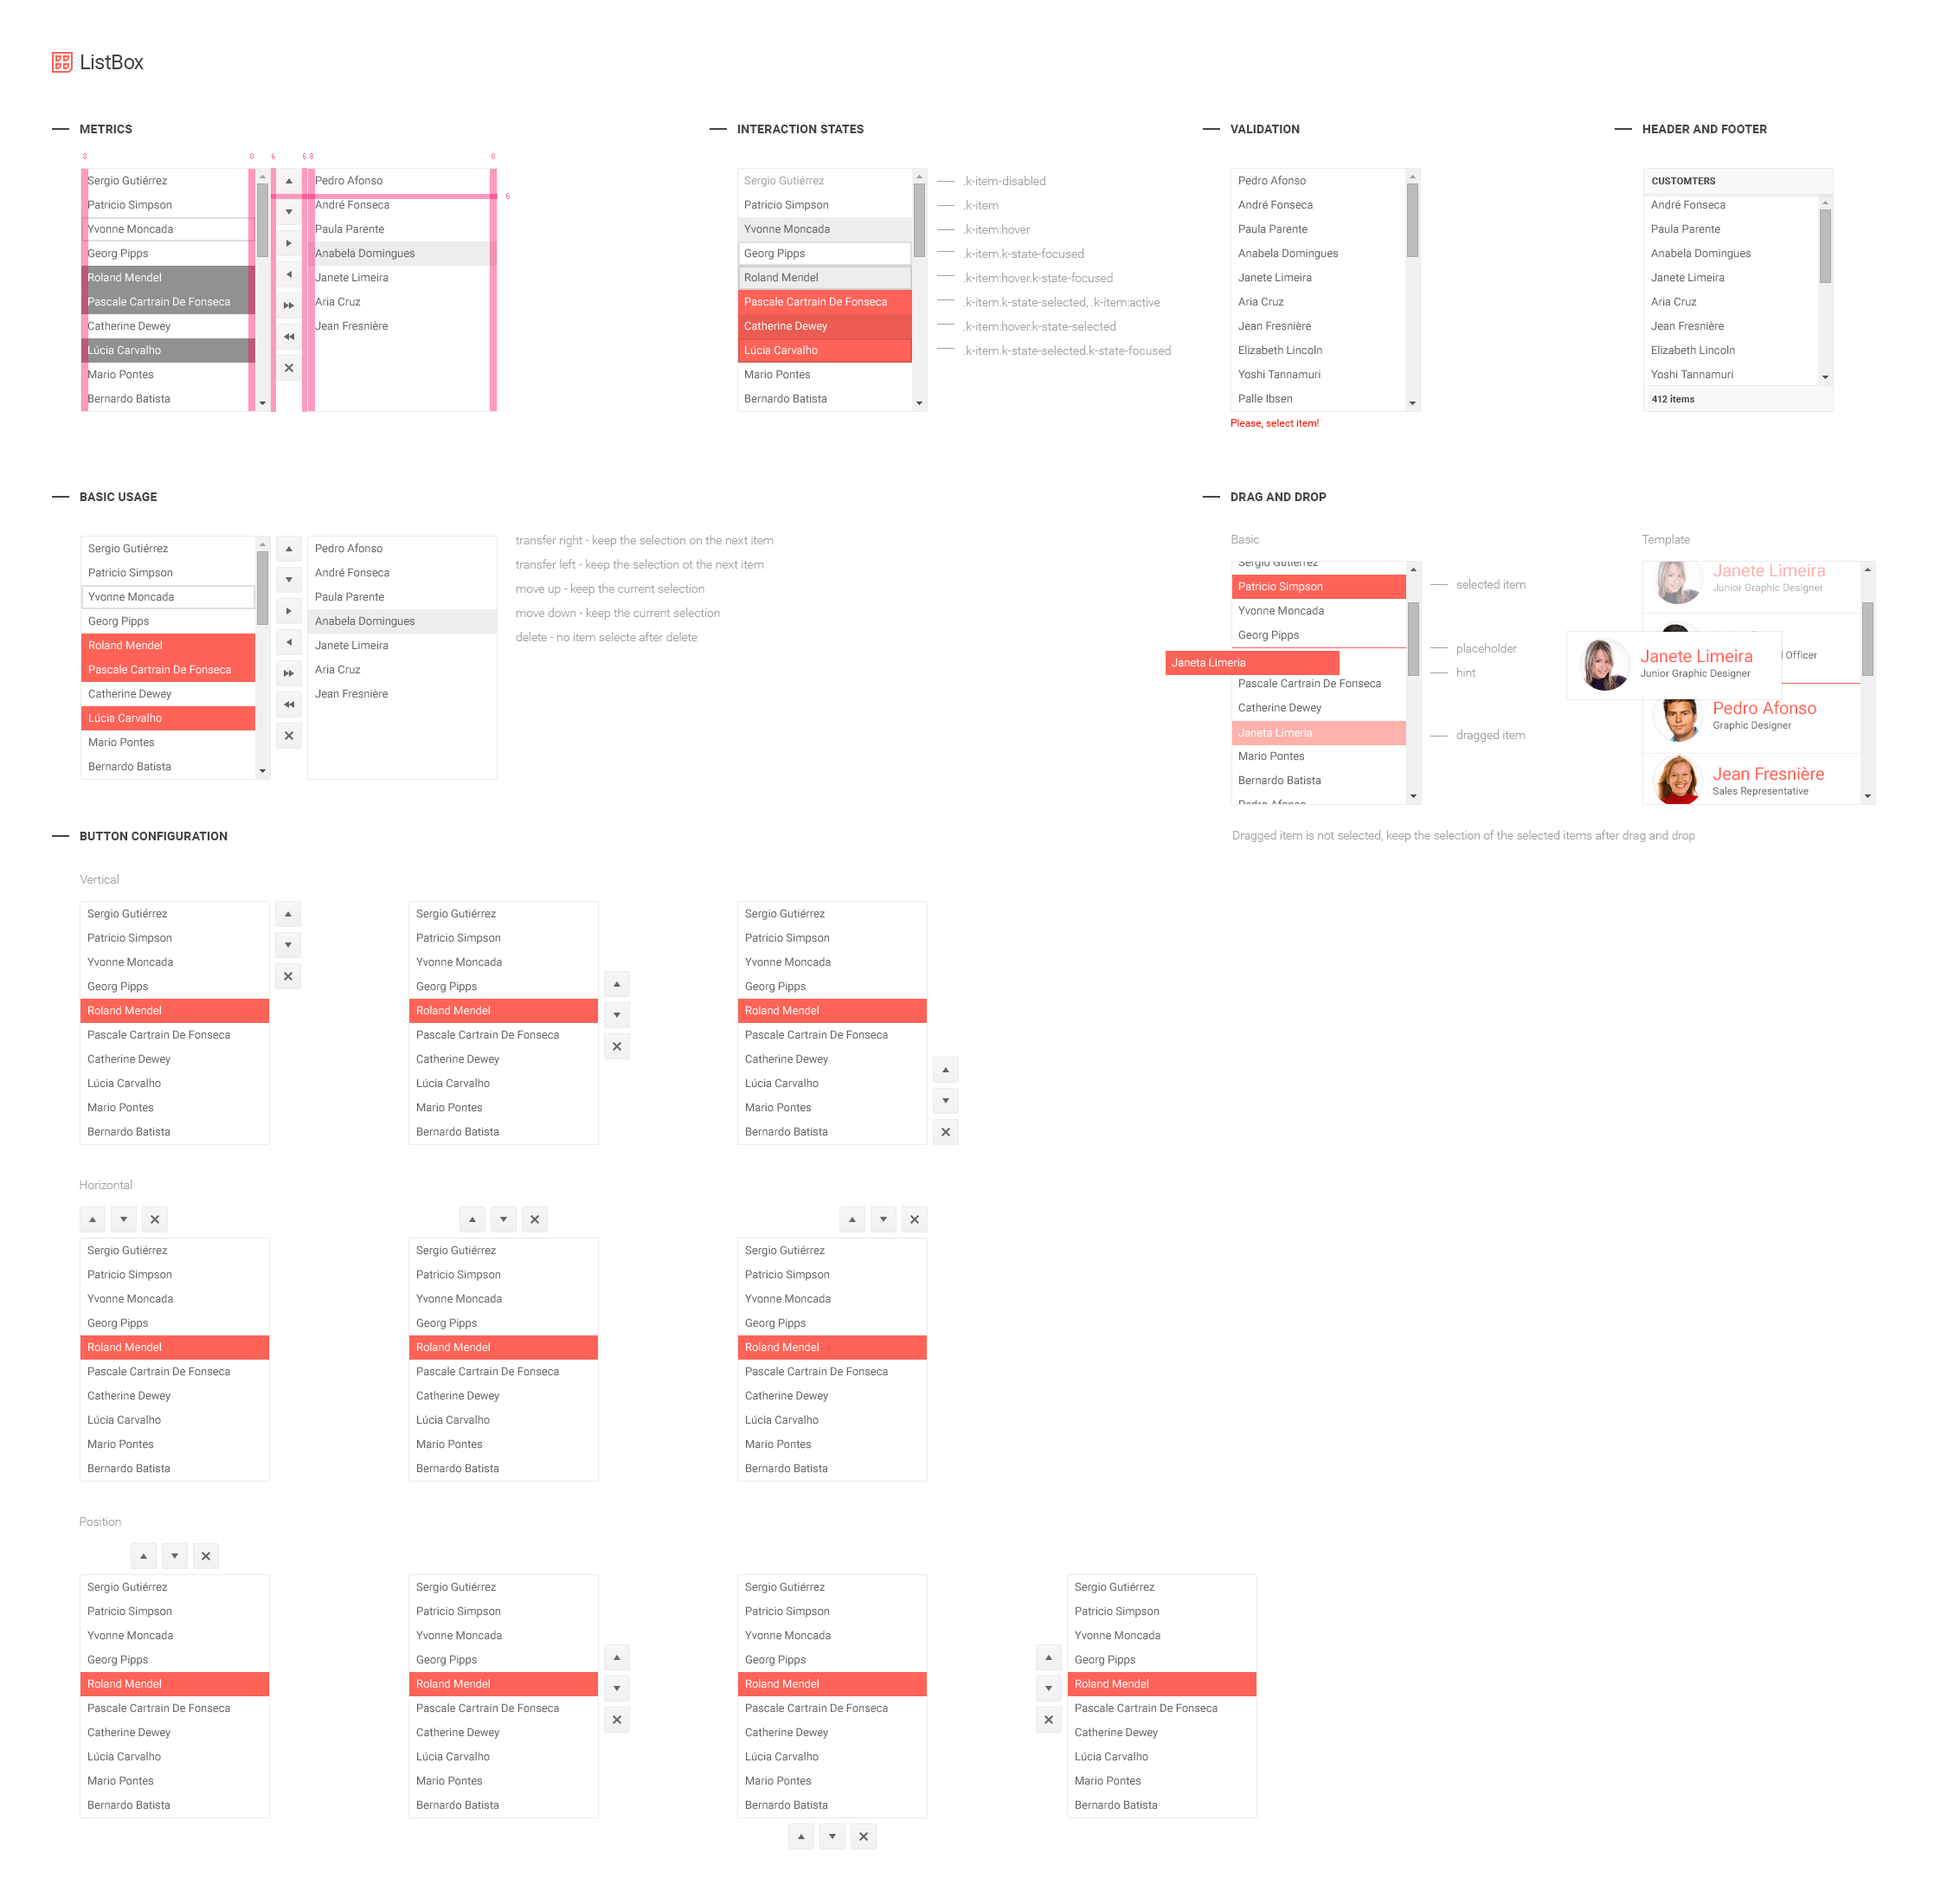 ListBox
METRICS
8 8 6 6 8 8
Sergio Gutiérrez
Patricio Simpson
Yvonne Moncada
Georg Pipps
Roland Mendel
Pascale Cartrain De Fonseca
Catherine Dewey
Lúcia Carvalho
Mario Pontes
Bernardo Batista
Pedro Afonso
6
André Fonseca
Paula Parente
Anabela Domingues
Janete Limeira
Aria Cruz
Jean Fresnière
INTERACTION STATES
Sergio Gutiérrez
Patricio Simpson
Yvonne Moncada
Georg Pipps
Roland Mendel
Pascale Cartrain De Fonseca
Catherine Dewey
Lúcia Carvalho
Mario Pontes
Bernardo Batista
.k-item-disabled
.k-item
.k-item:hover
.k-item.k-state-focused
.k-item:hover.k-state-focused
.k-item.k-state-selected, .k-item:active
.k-item:hover.k-state-selected
.k-item.k-state-selected.k-state-focused
VALIDATION
Pedro Afonso
André Fonseca
Paula Parente
Anabela Domingues
Janete Limeira
Aria Cruz
Jean Fresnière
Elizabeth Lincoln
Yoshi Tannamuri
Palle Ibsen
Please, select item!
HEADER AND FOOTER
CUSTOMTERS
André Fonseca
Paula Parente
Anabela Domingues
Janete Limeira
Aria Cruz
Jean Fresnière
Elizabeth Lincoln
Yoshi Tannamuri
412 items
BASIC USAGE
Sergio Gutiérrez
Patricio Simpson
Yvonne Moncada
Georg Pipps
Roland Mendel
Pascale Cartrain De Fonseca
Catherine Dewey
Lúcia Carvalho
Mario Pontes
Bernardo Batista
Pedro Afonso
André Fonseca
Paula Parente
Anabela Domingues
Janete Limeira
Aria Cruz
Jean Fresnière
transfer right - keep the selection on the next item
transfer left - keep the selection ot the next item
move up - keep the current selection
move down - keep the current selection
delete - no item selecte after delete
DRAG AND DROP
Basic
Sergio Gutiérrez
Patricio Simpson
Yvonne Moncada
Georg Pipps
Janeta Limeria
Pascale Cartrain De Fonseca
Catherine Dewey
Janeta Limeria
Mario Pontes
Bernardo Batista
Pedro Afonso
selected item
placeholder
hint
dragged item
Template
Janete Limeira
Junior Graphic Designer
Officer
Janete Limeira
Junior Graphic Designer
Pedro Afonso
Graphic Designer
Jean Fresnière
Sales Representative
Dragged item is not selected, keep the selection of the selected items after drag and drop
BUTTON CONFIGURATION
Vertical
Sergio Gutiérrez
Patricio Simpson
Yvonne Moncada
Georg Pipps
Roland Mendel
Pascale Cartrain De Fonseca
Catherine Dewey
Lúcia Carvalho
Mario Pontes
Bernardo Batista
Sergio Gutiérrez
Patricio Simpson
Yvonne Moncada
Georg Pipps
Roland Mendel
Pascale Cartrain De Fonseca
Catherine Dewey
Lúcia Carvalho
Mario Pontes
Bernardo Batista
Sergio Gutiérrez
Patricio Simpson
Yvonne Moncada
Georg Pipps
Roland Mendel
Pascale Cartrain De Fonseca
Catherine Dewey
Lúcia Carvalho
Mario Pontes
Bernardo Batista
Horizontal
Sergio Gutiérrez
Patricio Simpson
Yvonne Moncada
Georg Pipps
Roland Mendel
Pascale Cartrain De Fonseca
Catherine Dewey
Lúcia Carvalho
Mario Pontes
Bernardo Batista
Sergio Gutiérrez
Patricio Simpson
Yvonne Moncada
Georg Pipps
Roland Mendel
Pascale Cartrain De Fonseca
Catherine Dewey
Lúcia Carvalho
Mario Pontes
Bernardo Batista
Sergio Gutiérrez
Patricio Simpson
Yvonne Moncada
Georg Pipps
Roland Mendel
Pascale Cartrain De Fonseca
Catherine Dewey
Lúcia Carvalho
Mario Pontes
Bernardo Batista
Position
Sergio Gutiérrez
Patricio Simpson
Yvonne Moncada
Georg Pipps
Roland Mendel
Pascale Cartrain De Fonseca
Catherine Dewey
Lúcia Carvalho
Mario Pontes
Bernardo Batista
Sergio Gutiérrez
Patricio Simpson
Yvonne Moncada
Georg Pipps
Roland Mendel
Pascale Cartrain De Fonseca
Catherine Dewey
Lúcia Carvalho
Mario Pontes
Bernardo Batista
Sergio Gutiérrez
Patricio Simpson
Yvonne Moncada
Georg Pipps
Roland Mendel
Pascale Cartrain De Fonseca
Catherine Dewey
Lúcia Carvalho
Mario Pontes
Bernardo Batista
Sergio Gutiérrez
Patricio Simpson
Yvonne Moncada
Georg Pipps
Roland Mendel
Pascale Cartrain De Fonseca
Catherine Dewey
Lúcia Carvalho
Mario Pontes
Bernardo Batista